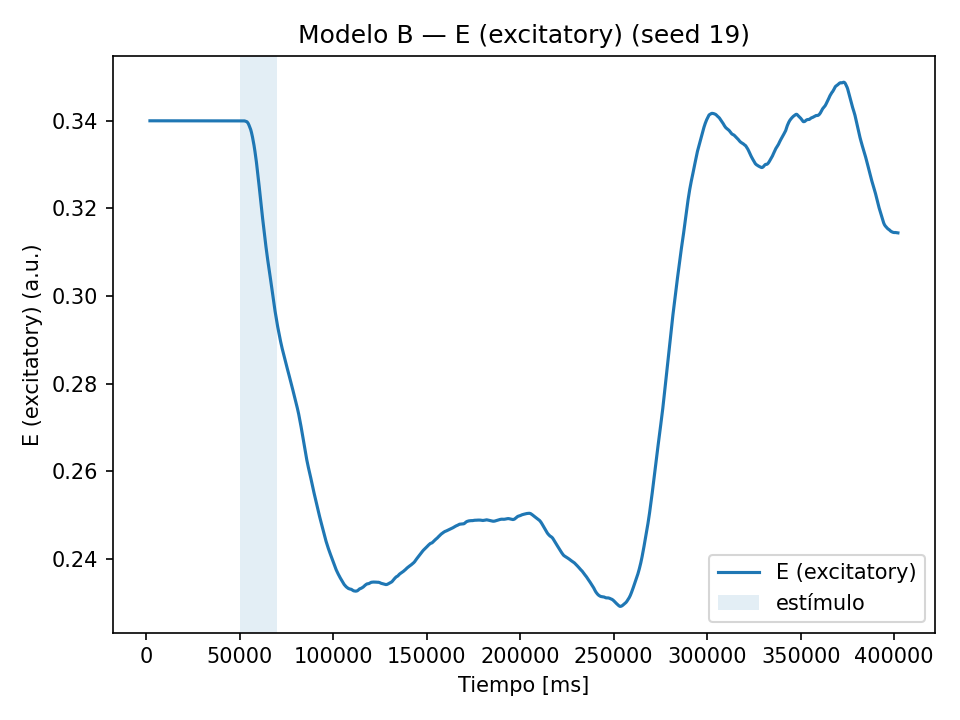 Modelo B — E (excitatory) (seed 19)
E (excitatory) (a.u.)
0.34
0.32
0.30
0.28
0.26
0.24
E (excitatory)
estímulo
0 50000 100000 150000 200000 250000 300000 350000 400000
Tiempo [ms]